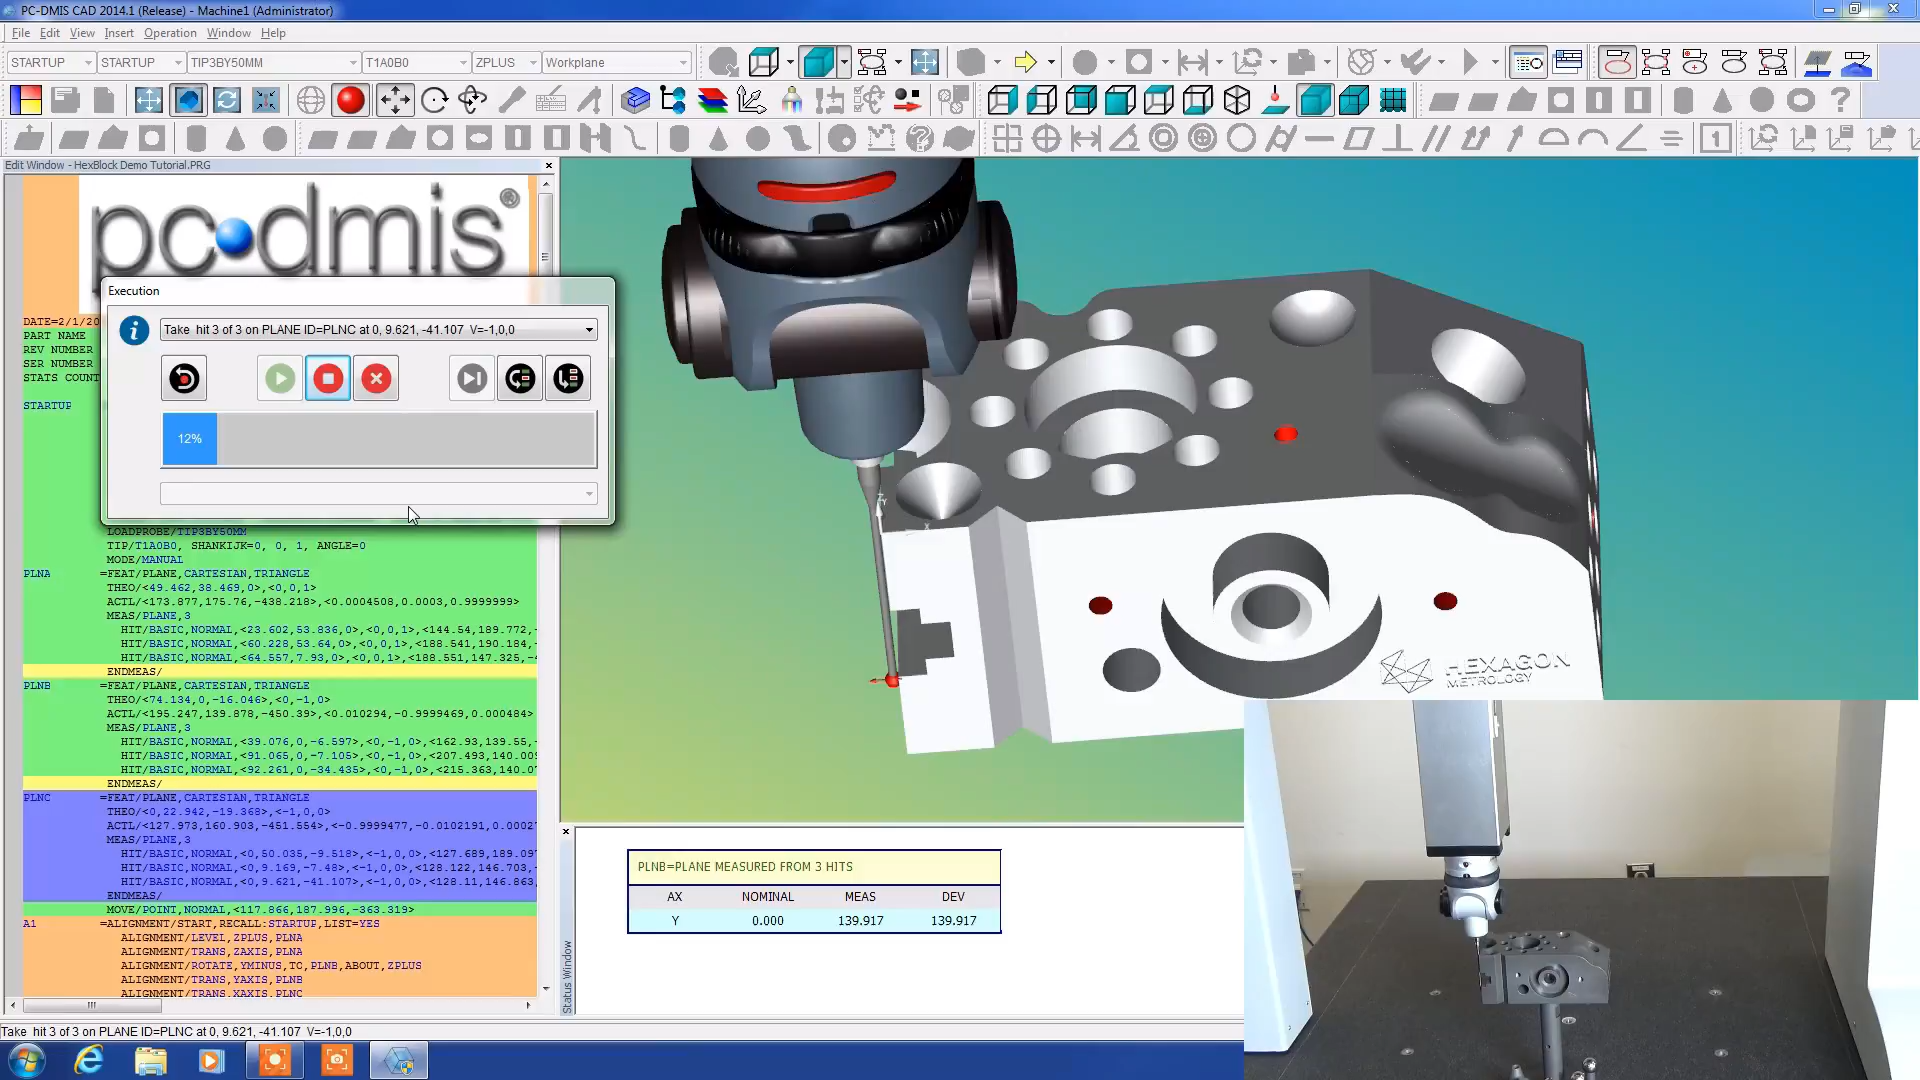 PC-DMIS CAD 2014.1 (Release) - Machine1 (Administrator)
File Edit View Insert Operation Window Help
STARTUP STARTUP TIP3BY50MM T1A0B0 ZPLUS Workplane
Edit Window - HexBlock Demo Tutorial.PRG
pc dmis®
Execution
Take hit 3 of 3 on PLANE ID=PLNC at 0, 9.621, -41.107 V=-1,0,0
12%
DATE=2/1/20
PART NAME
REV NUMBER
SER NUMBER
STATS COUNT
STARTUP
LOADPROBE/TIP3BY50MM
TIP/T1A0B0, SHANKIJK=0, 0, 1, ANGLE=0
MODE/MANUAL
PLNA =FEAT/PLANE,CARTESIAN,TRIANGLE
THEO/<49.462,38.469,0>,<0,0,1>
ACTL/<173.877,175.76,-438.218>,<0.0004508,0.0003,0.9999999>
MEAS/PLANE,3
HIT/BASIC,NORMAL,<23.602,53.836,0>,<0,0,1>,<144.54,189.772,-
HIT/BASIC,NORMAL,<60.228,53.64,0>,<0,0,1>,<188.541,190.184,-
HIT/BASIC,NORMAL,<64.557,7.93,0>,<0,0,1>,<188.551,147.325,-4
ENDMEAS/
PLNB =FEAT/PLANE,CARTESIAN,TRIANGLE
THEO/<74.134,0,-16.046>,<0,-1,0>
ACTL/<195.247,139.878,-450.39>,<0.010294,-0.9999469,0.000484>
MEAS/PLANE,3
HIT/BASIC,NORMAL,<39.076,0,-6.597>,<0,-1,0>,<162.93,139.55,-
HIT/BASIC,NORMAL,<91.065,0,-7.105>,<0,-1,0>,<207.493,140.009
HIT/BASIC,NORMAL,<92.261,0,-34.435>,<0,-1,0>,<215.363,140.07
ENDMEAS/
PLNC =FEAT/PLANE,CARTESIAN,TRIANGLE
THEO/<0,22.942,-19.368>,<-1,0,0>
ACTL/<127.973,160.903,-451.554>,<-0.9999477,-0.0102191,0.0002
MEAS/PLANE,3
HIT/BASIC,NORMAL,<0,50.035,-9.518>,<-1,0,0>,<127.689,189.097
HIT/BASIC,NORMAL,<0,9.169,-7.48>,<-1,0,0>,<128.122,146.703,-
HIT/BASIC,NORMAL,<0,9.621,-41.107>,<-1,0,0>,<128.11,146.863,
ENDMEAS/
MOVE/POINT,NORMAL,<117.866,187.996,-363.319>
A1 =ALIGNMENT/START,RECALL:STARTUP,LIST=YES
ALIGNMENT/LEVEL,ZPLUS,PLNA
ALIGNMENT/TRANS,ZAXIS,PLNA
ALIGNMENT/ROTATE,YMINUS,TO,PLNB,ABOUT,ZPLUS
ALIGNMENT/TRANS,YAXIS,PLNB
ALIGNMENT/TRANS,XAXIS,PLNC
HEXAGON
METROLOGY
Status Window
PLNB=PLANE MEASURED FROM 3 HITS
AX NOMINAL MEAS DEV
Y 0.000 139.917 139.917
Take hit 3 of 3 on PLANE ID=PLNC at 0, 9.621, -41.107 V=-1,0,0